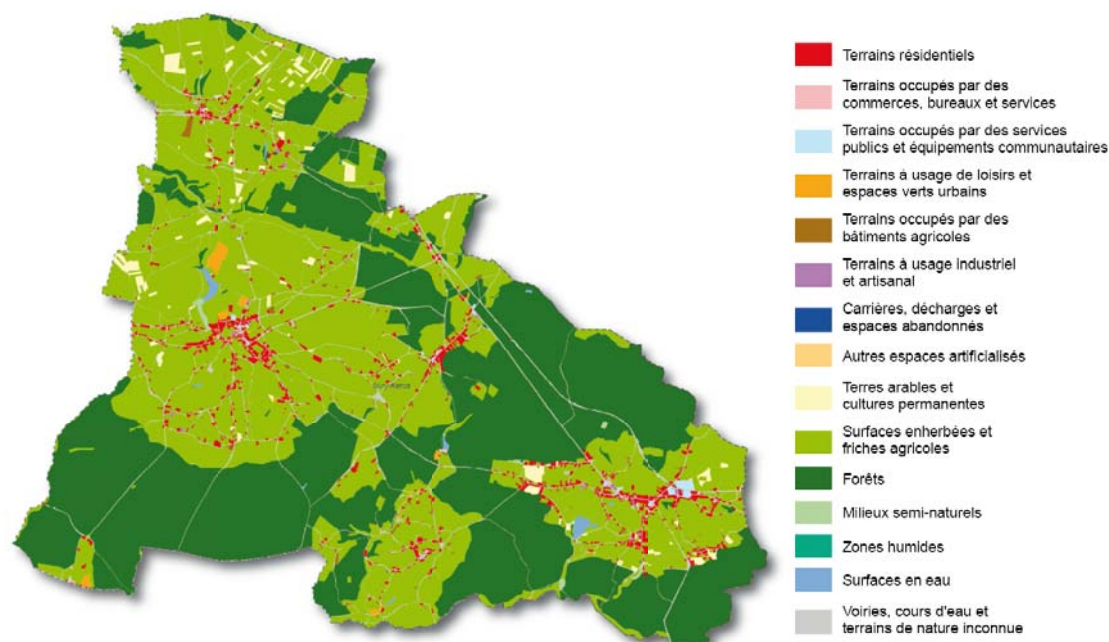 Terrains résidentiels
Terrains occupés par des
commerces, bureaux et services
Terrains occupés par des services
publics et équipements communautaires
Terrains à usage de loisirs et
espaces verts urbains
Terrains occupés par des
bâtiments agricoles
Terrains à usage industriel
et artisanal
Carrières, décharges et
espaces abandonnés
Autres espaces artificialisés
Terres arables et
cultures permanentes
Surfaces enherbées et
friches agricoles
Forêts
Milieux semi-naturels
Zones humides
Surfaces en eau
Voiries, cours d'eau et
terrains de nature inconnue